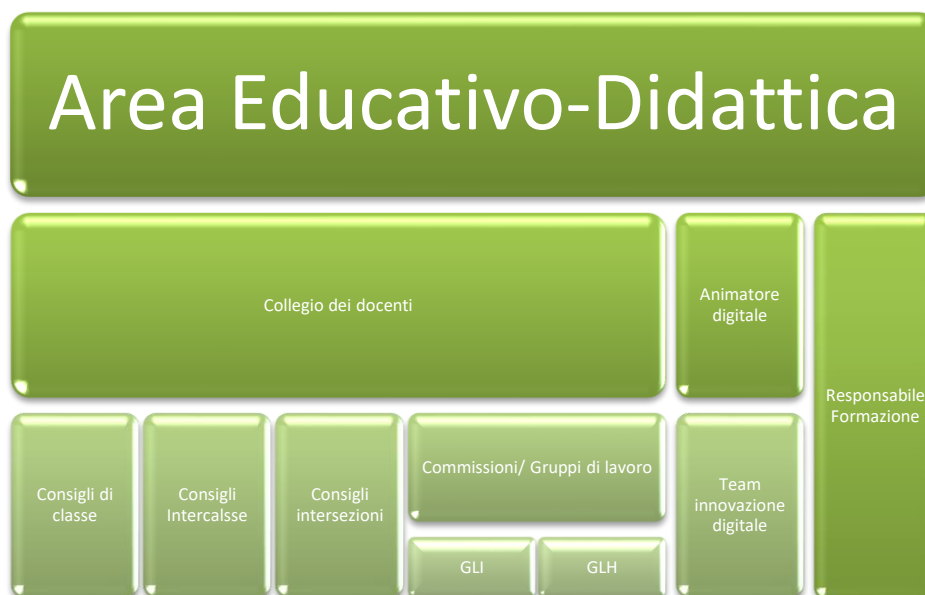 Area Educativo-Didattica
Collegio dei docenti
Animatore
digitale
Responsabile
Formazione
Consigli di
classe
Consigli
Intercalsse
Consigli
intersezioni
Commissioni/ Gruppi di lavoro
GLI
GLH
Team
innovazione
digitale